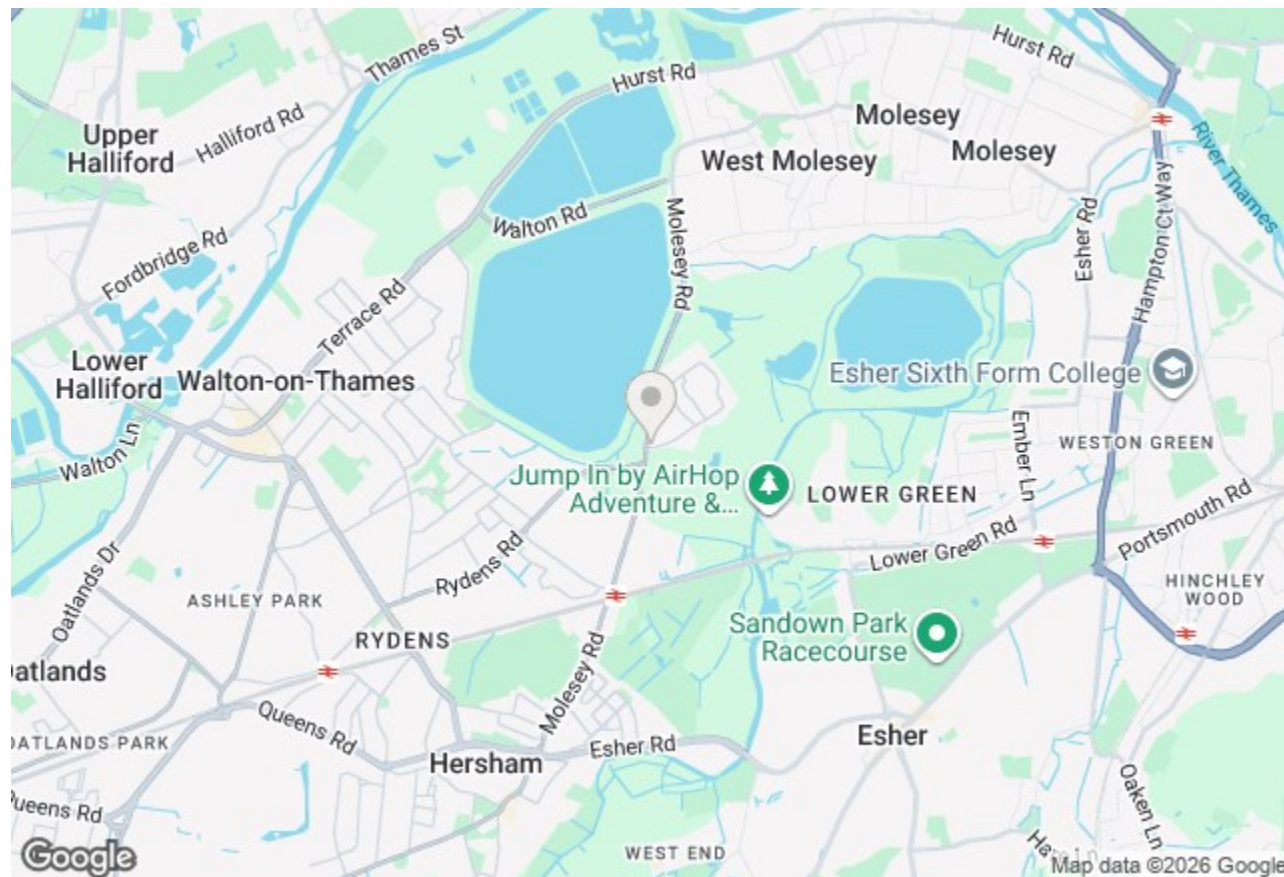 Thames St
Hurst Rd
Hurst Rd
Upper
Halliford
Halliford Rd
Molesey
Molesey
West Molesey
River Thames
Walton Rd
Molesey Rd
Esher Rd
Hampton Ct Way
Fordbridge Rd
Terrace Rd
Lower
Halliford
Walton-on-Thames
Esher Sixth Form College
Walton Ln
Ember Ln
WESTON GREEN
Jump In by AirHop
Adventure &...
LOWER GREEN
Portsmouth Rd
Lower Green Rd
Oatlands Dr
Rydens Rd
ASHLEY PARK
HINCHLEY
WOOD
RYDENS
Sandown Park
Racecourse
Oatlands
Molesey Rd
Queens Rd
OATLANDS PARK
Hersham
Esher Rd
Esher
Queens Rd
Oaken Ln
WEST END
Google
Map data ©2026 Google